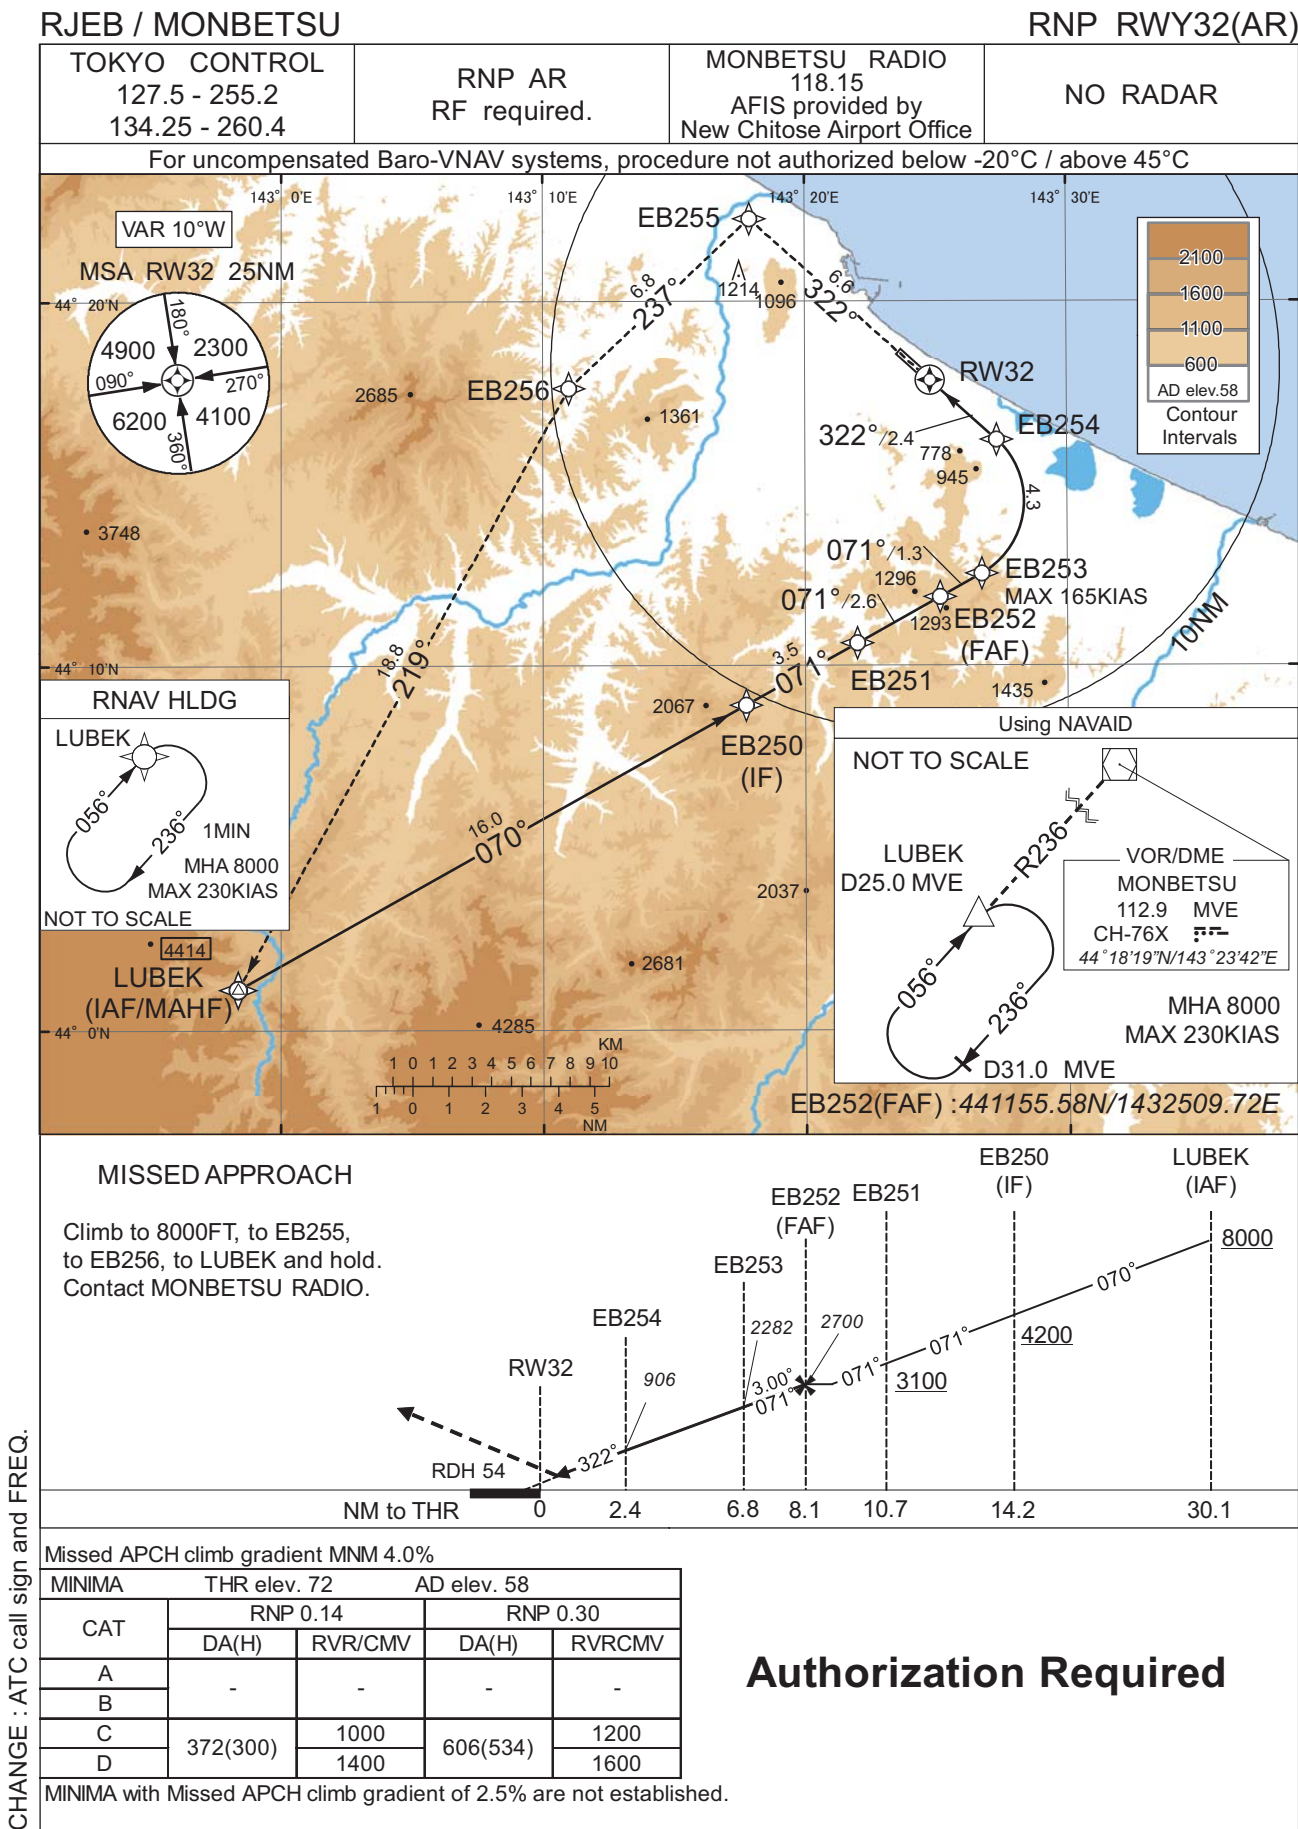 RJEB / MONBETSU
RNP RWY32(AR)
TOKYO CONTROL
127.5 - 255.2
134.25 - 260.4
RNP AR
RF required.
MONBETSU RADIO
118.15
AFIS provided by
New Chitose Airport Office
NO RADAR
For uncompensated Baro-VNAV systems, procedure not authorized below -20°C / above 45°C
143° 0'E
143° 10'E
143° 20'E
143° 30'E
VAR 10°W
MSA RW32 25NM
180°
4900
2300
090°
270°
6200
4100
360°
44° 20'N
44° 10'N
44° 0'N
EB255
6.8
237°
6.6
322°
1214
1096
2100
1600
1100
600
AD elev.58
Contour
Intervals
RW32
EB256
2685
1361
322°/2.4
EB254
778
945
4.3
3748
071°/1.3
EB253
MAX 165KIAS
1296
071°/2.6
1293
EB252
(FAF)
10NM
18.8
219°
3.5
071°
EB251
1435
2067
EB250
(IF)
RNAV HLDG
LUBEK
056°
236°
1MIN
MHA 8000
MAX 230KIAS
NOT TO SCALE
16.0
070°
2037
4414
2681
LUBEK
(IAF/MAHF)
4285
KM
1 0 1 2 3 4 5 6 7 8 9 10
1 0 1 2 3 4 5
NM
Using NAVAID
NOT TO SCALE
R236
LUBEK
D25.0 MVE
VOR/DME
MONBETSU
112.9 MVE
CH-76X
44°18'19"N/143°23'42"E
056°
236°
MHA 8000
MAX 230KIAS
D31.0 MVE
EB252(FAF) :441155.58N/1432509.72E
MISSED APPROACH
Climb to 8000FT, to EB255,
to EB256, to LUBEK and hold.
Contact MONBETSU RADIO.
EB250
(IF)
LUBEK
(IAF)
EB252
(FAF)
EB251
8000
EB253
070°
EB254
2282
2700
4200
071°
RW32
906
3.00°
071°
071°
3100
322°
RDH 54
NM to THR
0
2.4
6.8
8.1
10.7
14.2
30.1
Missed APCH climb gradient MNM 4.0%
MINIMA THR elev. 72 AD elev. 58
CAT RNP 0.14 RNP 0.30
DA(H) RVR/CMV DA(H) RVRCMV
A
B
- - - -
C 372(300) 1000 606(534) 1200
D 1400 1600
MINIMA with Missed APCH climb gradient of 2.5% are not established.
Authorization Required
CHANGE : ATC call sign and FREQ.